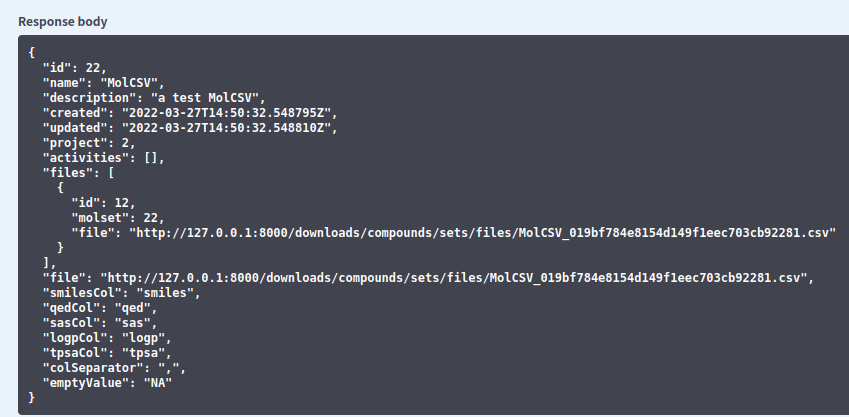 Response body
{
  "id": 22,
  "name": "MolCSV",
  "description": "a test MolCSV",
  "created": "2022-03-27T14:50:32.548795Z",
  "updated": "2022-03-27T14:50:32.548810Z",
  "project": 2,
  "activities": [],
  "files": [
    {
      "id": 12,
      "molset": 22,
      "file": "http://127.0.0.1:8000/downloads/compounds/sets/files/MolCSV_019bf784e8154d149f1eec703cb92281.csv"
    }
  ],
  "file": "http://127.0.0.1:8000/downloads/compounds/sets/files/MolCSV_019bf784e8154d149f1eec703cb92281.csv",
  "smilesCol": "smiles",
  "qedCol": "qed",
  "sasCol": "sas",
  "logpCol": "logp",
  "tpsaCol": "tpsa",
  "colSeparator": ",",
  "emptyValue": "NA"
}